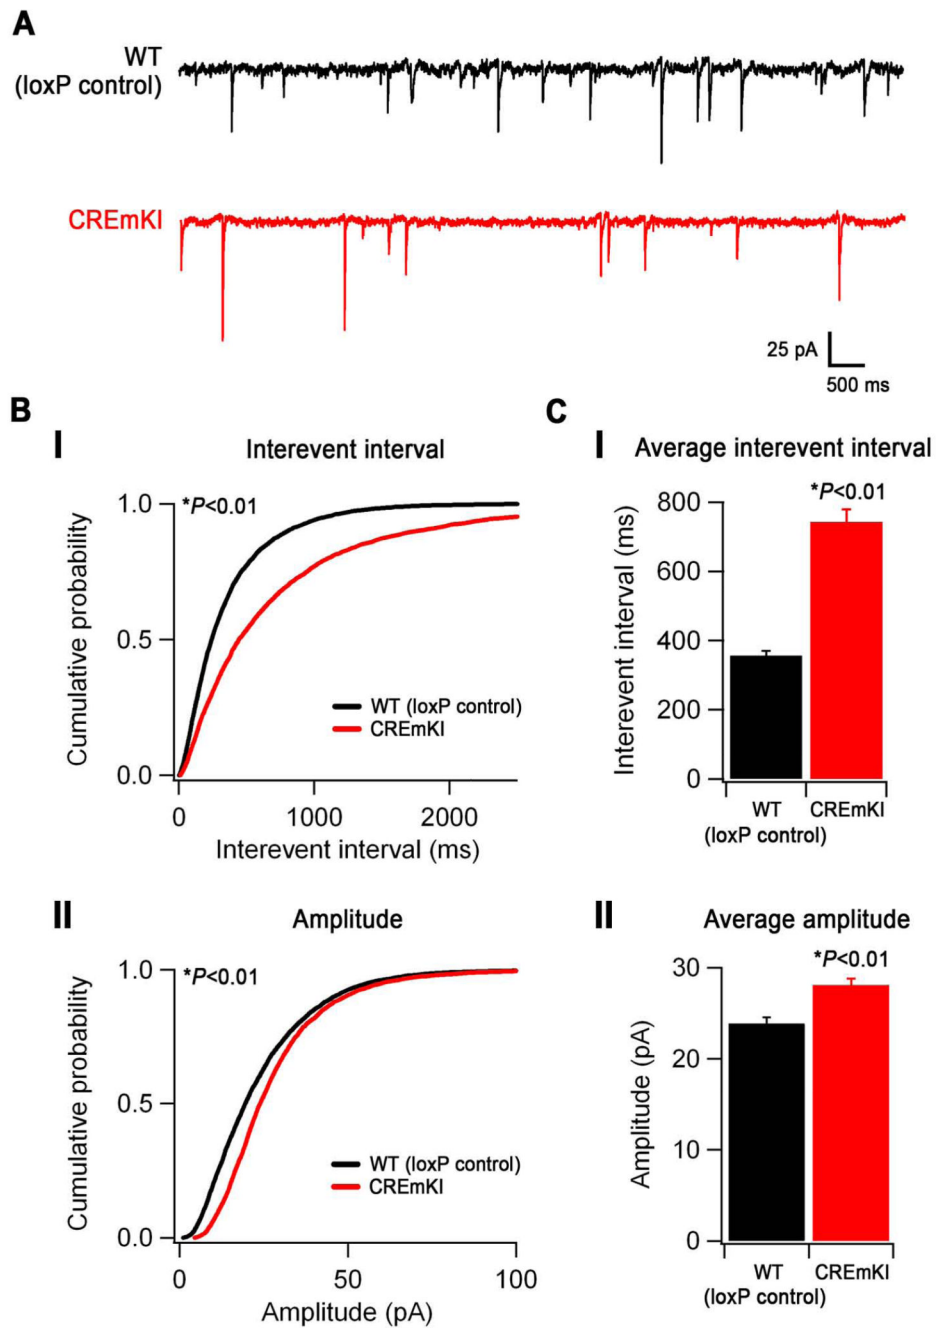 A
WT
(loxP control)
CREmKI
25 pA
500 ms
B
I
Interevent interval
*P<0.01
1.0
0.5
0.0
Cumulative probability
WT (loxP control)
CREmKI
0
1000
2000
Interevent interval (ms)
C
I
Average interevent interval
*P<0.01
800
600
400
200
0
Interevent interval (ms)
WT
(loxP control)
CREmKI
II
Amplitude
*P<0.01
1.0
0.5
0.0
Cumulative probability
WT (loxP control)
CREmKI
0
50
100
Amplitude (pA)
II
Average amplitude
*P<0.01
30
20
10
0
Amplitude (pA)
WT
(loxP control)
CREmKI